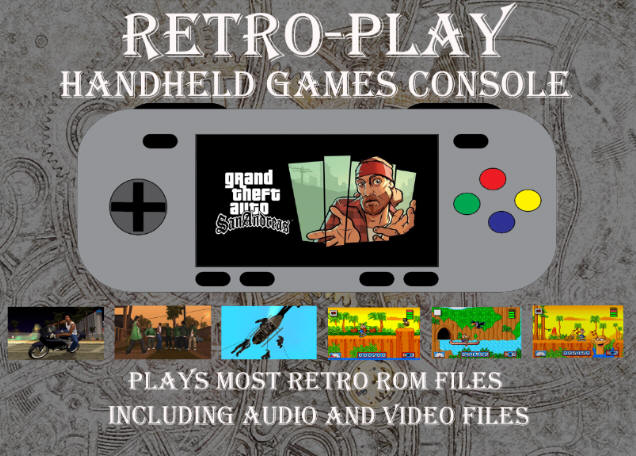 RETRO-PLAY
HANDHELD GAMES CONSOLE
grand
theft
auto
San Andreas
PLAYS MOST RETRO ROM FILES
INCLUDING AUDIO AND VIDEO FILES